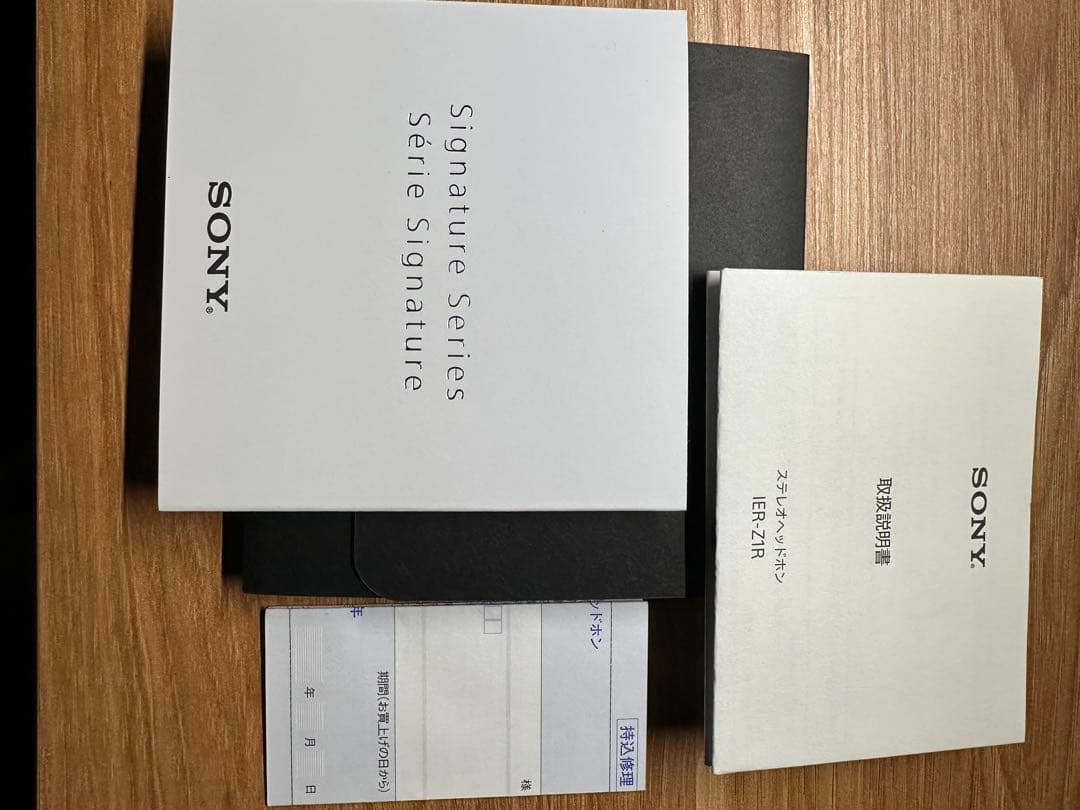 Signature Series
Série Signature
SONY®
SONY®
取扱説明書
ステレオヘッドホン
IER-Z1R
持込修理
ッドホン
様
期間(お買上げの日から)
年
年 月 日